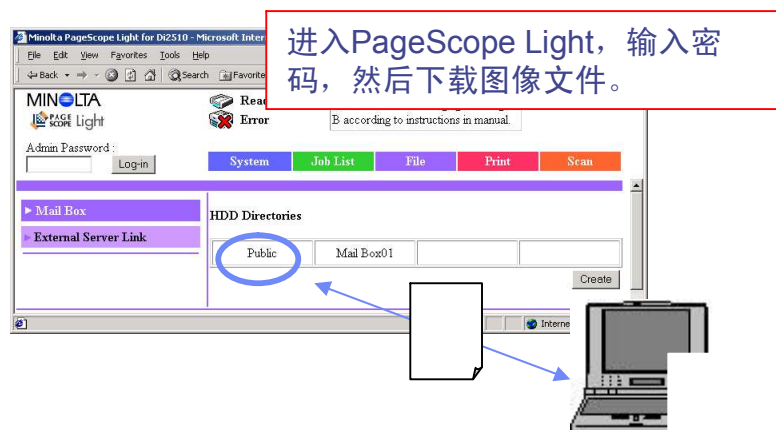 Minolta PageScope Light for Di2510 - Microsoft Inter
进入PageScope Light，输入密
码，然后下载图像文件。
File Edit View Favorites Tools Help
Back Search Favorite
MINOLTA
PAGE SCOPE Light
Error
B according to instructions in manual.
Admin Password :
Log-in
System Job List File Print Scan
Mail Box
External Server Link
HDD Directories
Public Mail Box01
Create